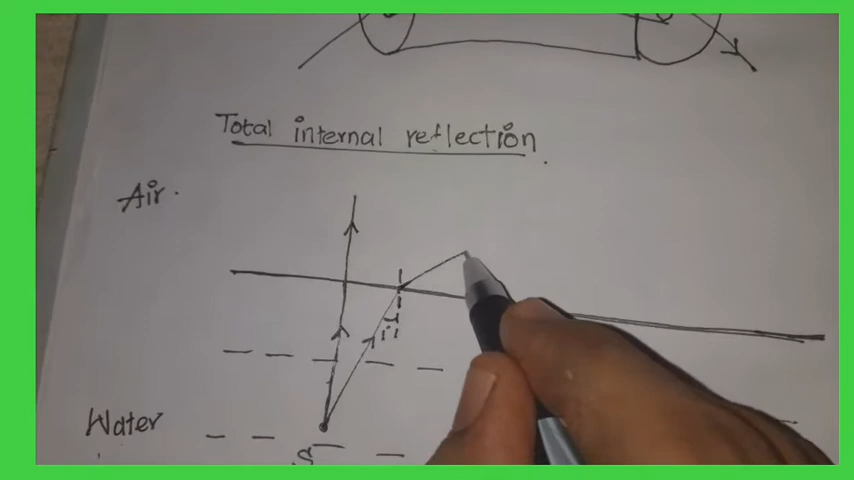 Total internal reflection.
Air.
i
Water
S